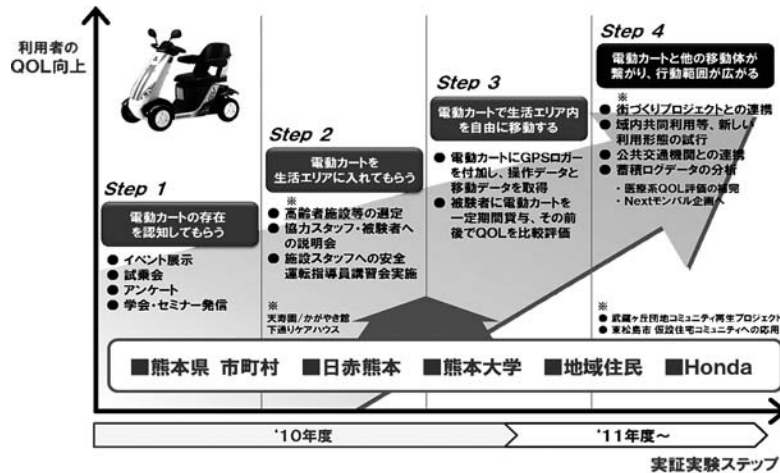 利用者の
QOL向上
Step 1
電動カートの存在
を認知してもらう
● イベント展示
● 試乗会
● アンケート
● 学会・セミナー発信
Step 2
電動カートを
生活エリアに入れてもらう
※
● 高齢者施設等の選定
● 協力スタッフ・被験者へ
の説明会
● 施設スタッフへの安全
運転指導員講習会実施
※
天寿園/かがやき館
下通りケアハウス
Step 3
電動カートで生活エリア内
を自由に移動する
● 電動カートにGPSロガー
を付加し、操作データと
移動データを取得
● 被験者に電動カートを
一定期間貸与、その前
後でQOLを比較評価
Step 4
電動カートと他の移動体が
繋がり、行動範囲が広がる
※
● 街づくりプロジェクトとの連携
● 域内共同利用等、新しい
利用形態の試行
● 公共交通機関との連携
● 蓄積ログデータの分析
・医療系QOL評価の補完
・Nextモンパル企画へ
※
● 武蔵ヶ丘団地コミュニティ再生プロジェクト
● 東松島市 仮設住宅コミュニティへの応用
■熊本県 市町村 ■日赤熊本 ■熊本大学 ■地域住民 ■Honda
'10年度 '11年度～
実証実験ステップ